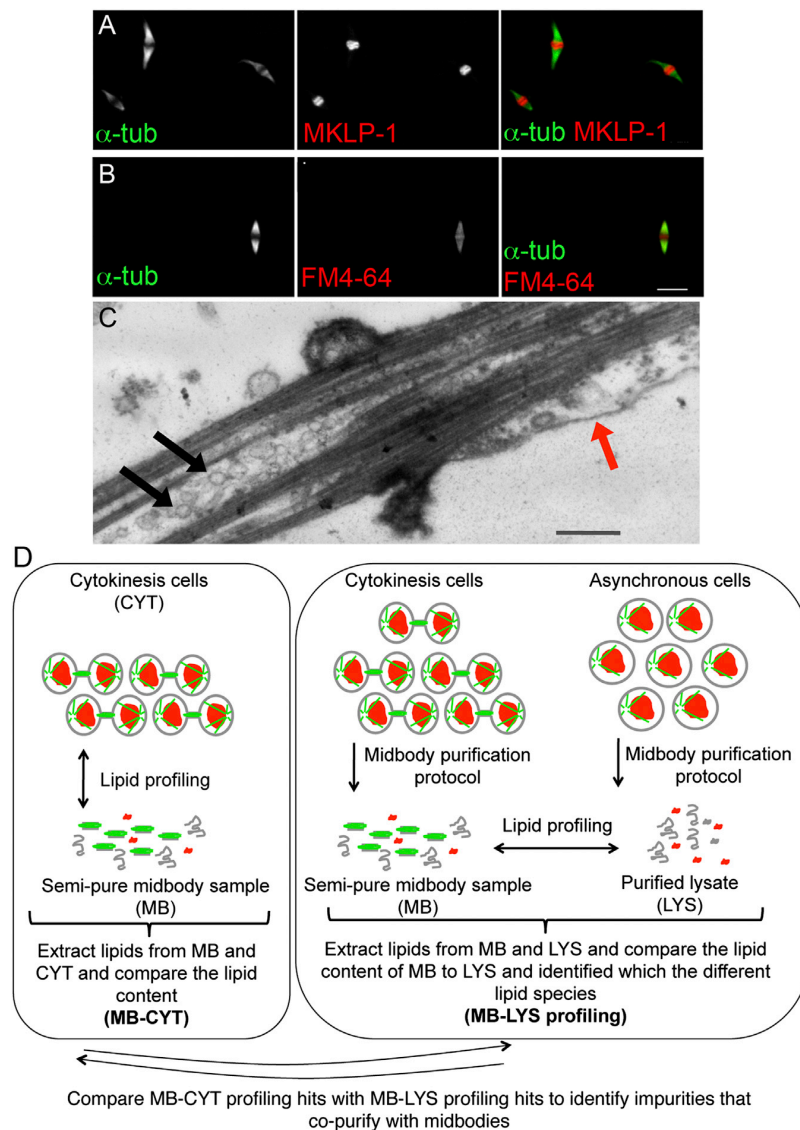 A
α-tub
MKLP-1
α-tub MKLP-1
B
α-tub
FM4-64
α-tub
FM4-64
C
D
Cytokinesis cells
(CYT)
Lipid profiling
Semi-pure midbody sample
(MB)
Extract lipids from MB and
CYT and compare the lipid
content
(MB-CYT)
Cytokinesis cells
Asynchronous cells
Midbody purification
protocol
Midbody purification
protocol
Lipid profiling
Semi-pure midbody sample
(MB)
Purified lysate
(LYS)
Extract lipids from MB and LYS and compare the lipid
content of MB to LYS and identified which the different
lipid species
(MB-LYS profiling)
Compare MB-CYT profiling hits with MB-LYS profiling hits to identify impurities that
co-purify with midbodies